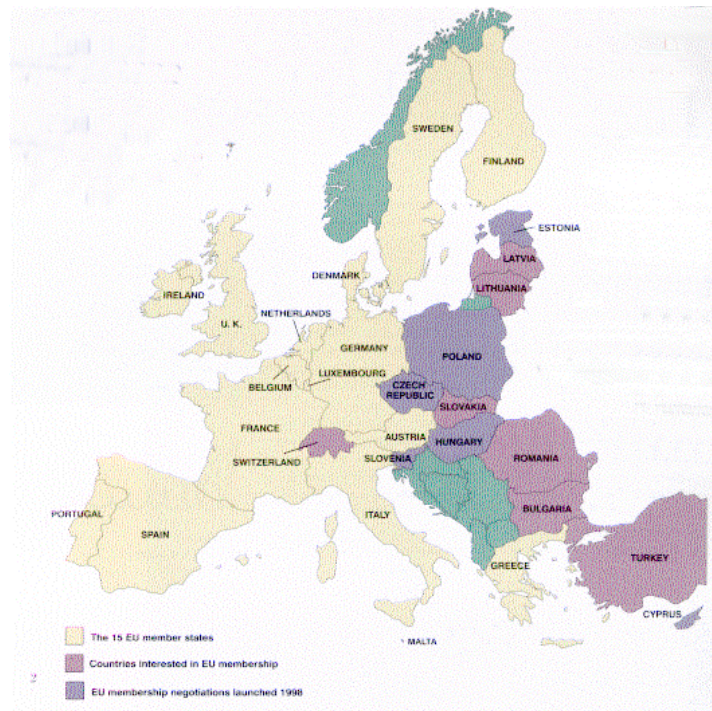 SWEDEN
FINLAND
ESTONIA
LATVIA
LITHUANIA
DENMARK
IRELAND
NETHERLANDS
U. K.
GERMANY
POLAND
LUXEMBOURG
BELGIUM
CZECH
REPUBLIC
SLOVAKIA
FRANCE
AUSTRIA
HUNGARY
SWITZERLAND
SLOVENIA
ROMANIA
BULGARIA
PORTUGAL
SPAIN
ITALY
GREECE
TURKEY
CYPRUS
MALTA
The 15 EU member states
Countries interested in EU membership
EU membership negotiations launched 1998
2